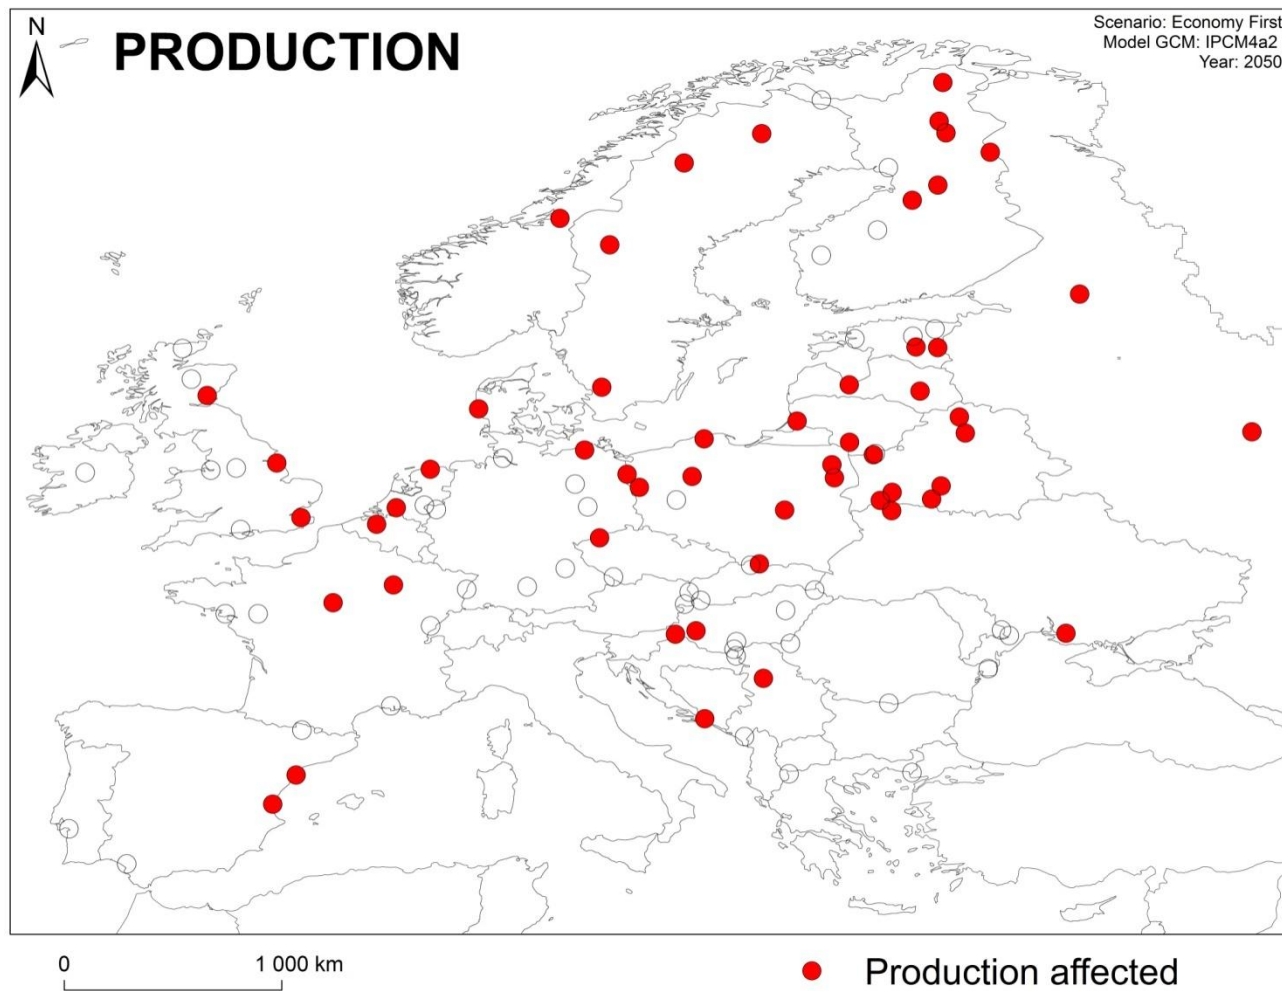 N
PRODUCTION
Scenario: Economy First
Model GCM: IPCM4a2
Year: 2050
0 1 000 km
Production affected